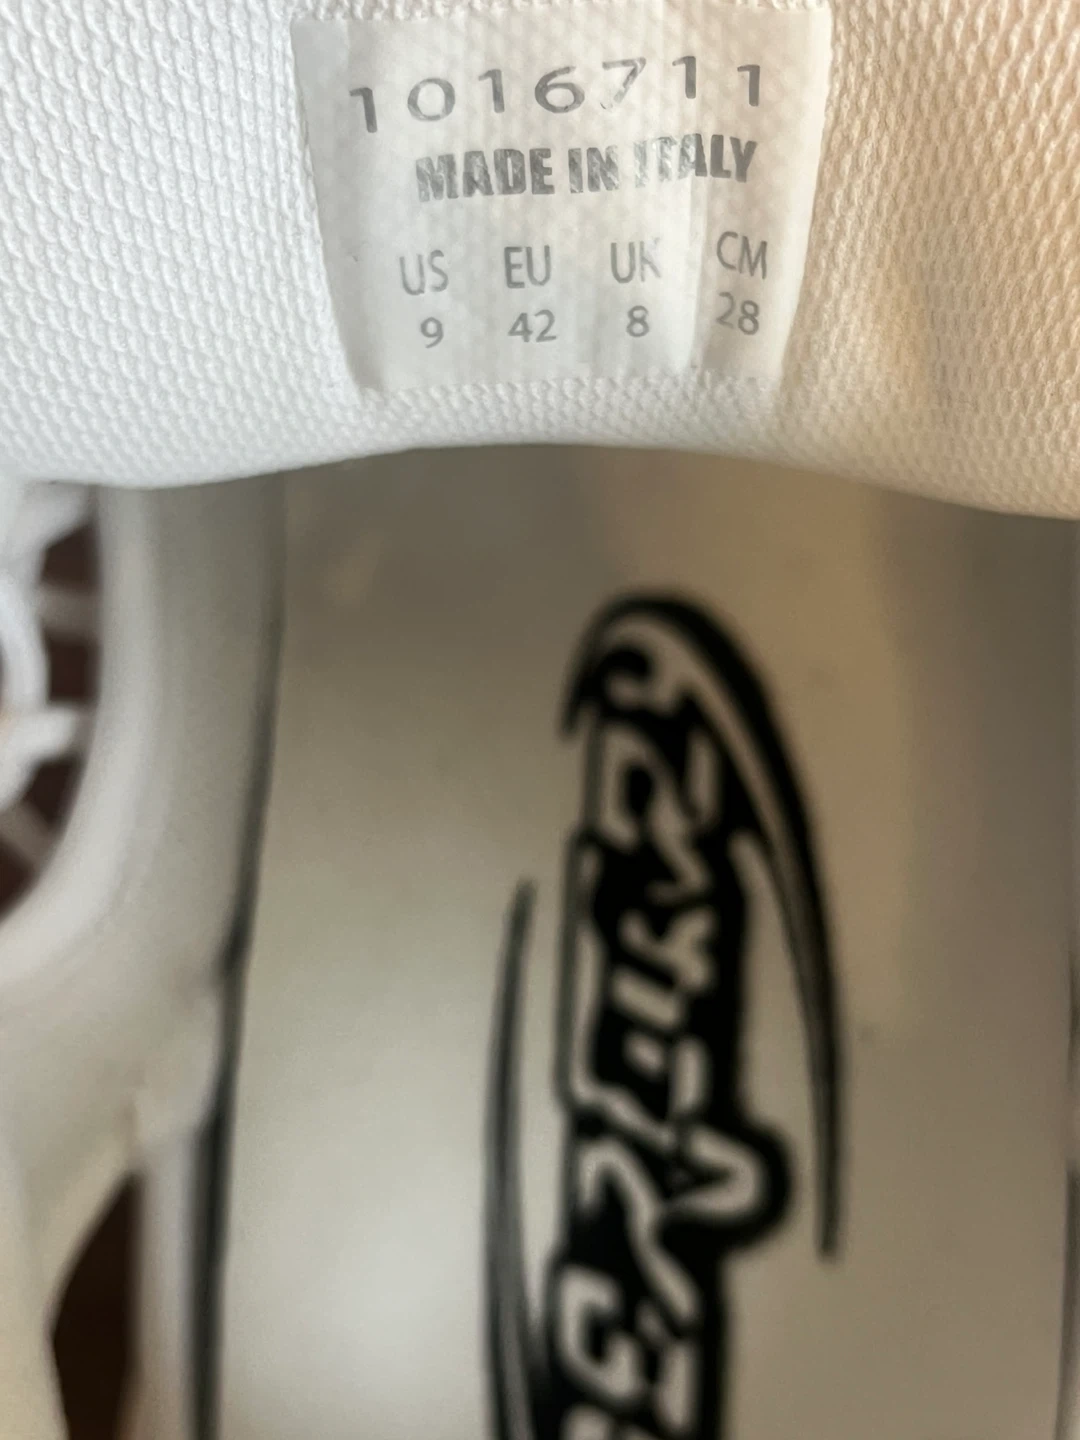 1016711
MADE IN ITALY
US EU UK CM
9 42 8 28